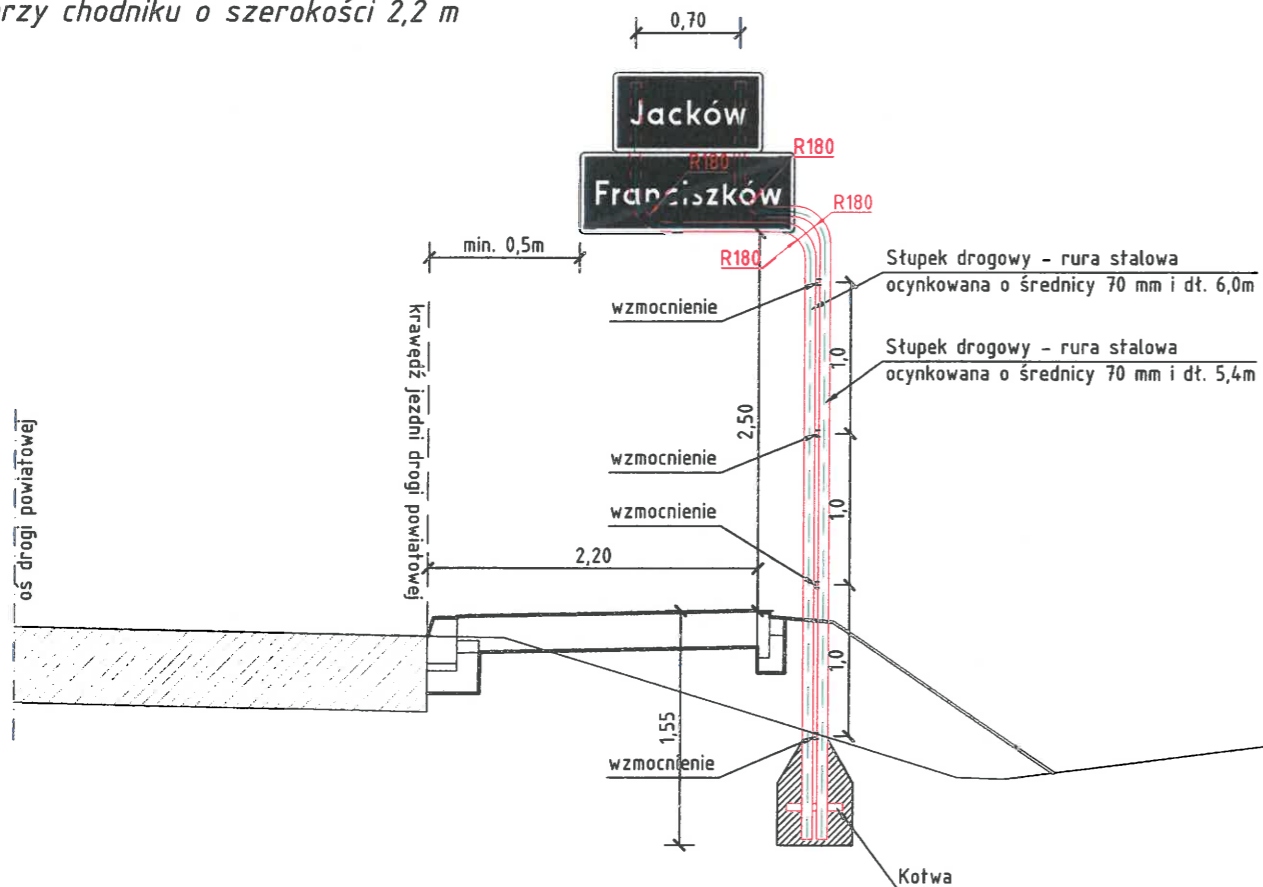 przy chodniku o szerokości 2,2 m
0,70
Jacków
Franciszków
R180
R180
R180
R180
min. 0,5m
Słupek drogowy - rura stalowa
ocynkowana o średnicy 70 mm i dł. 6,0m
wzmocnienie
Słupek drogowy - rura stalowa
ocynkowana o średnicy 70 mm i dł. 5,4m
1,0
krawędź jezdni drogi powiatowej
oś drogi powiatowej
2,50
wzmocnienie
wzmocnienie
1,0
2,20
1,0
1,55
wzmocnienie
Kotwa